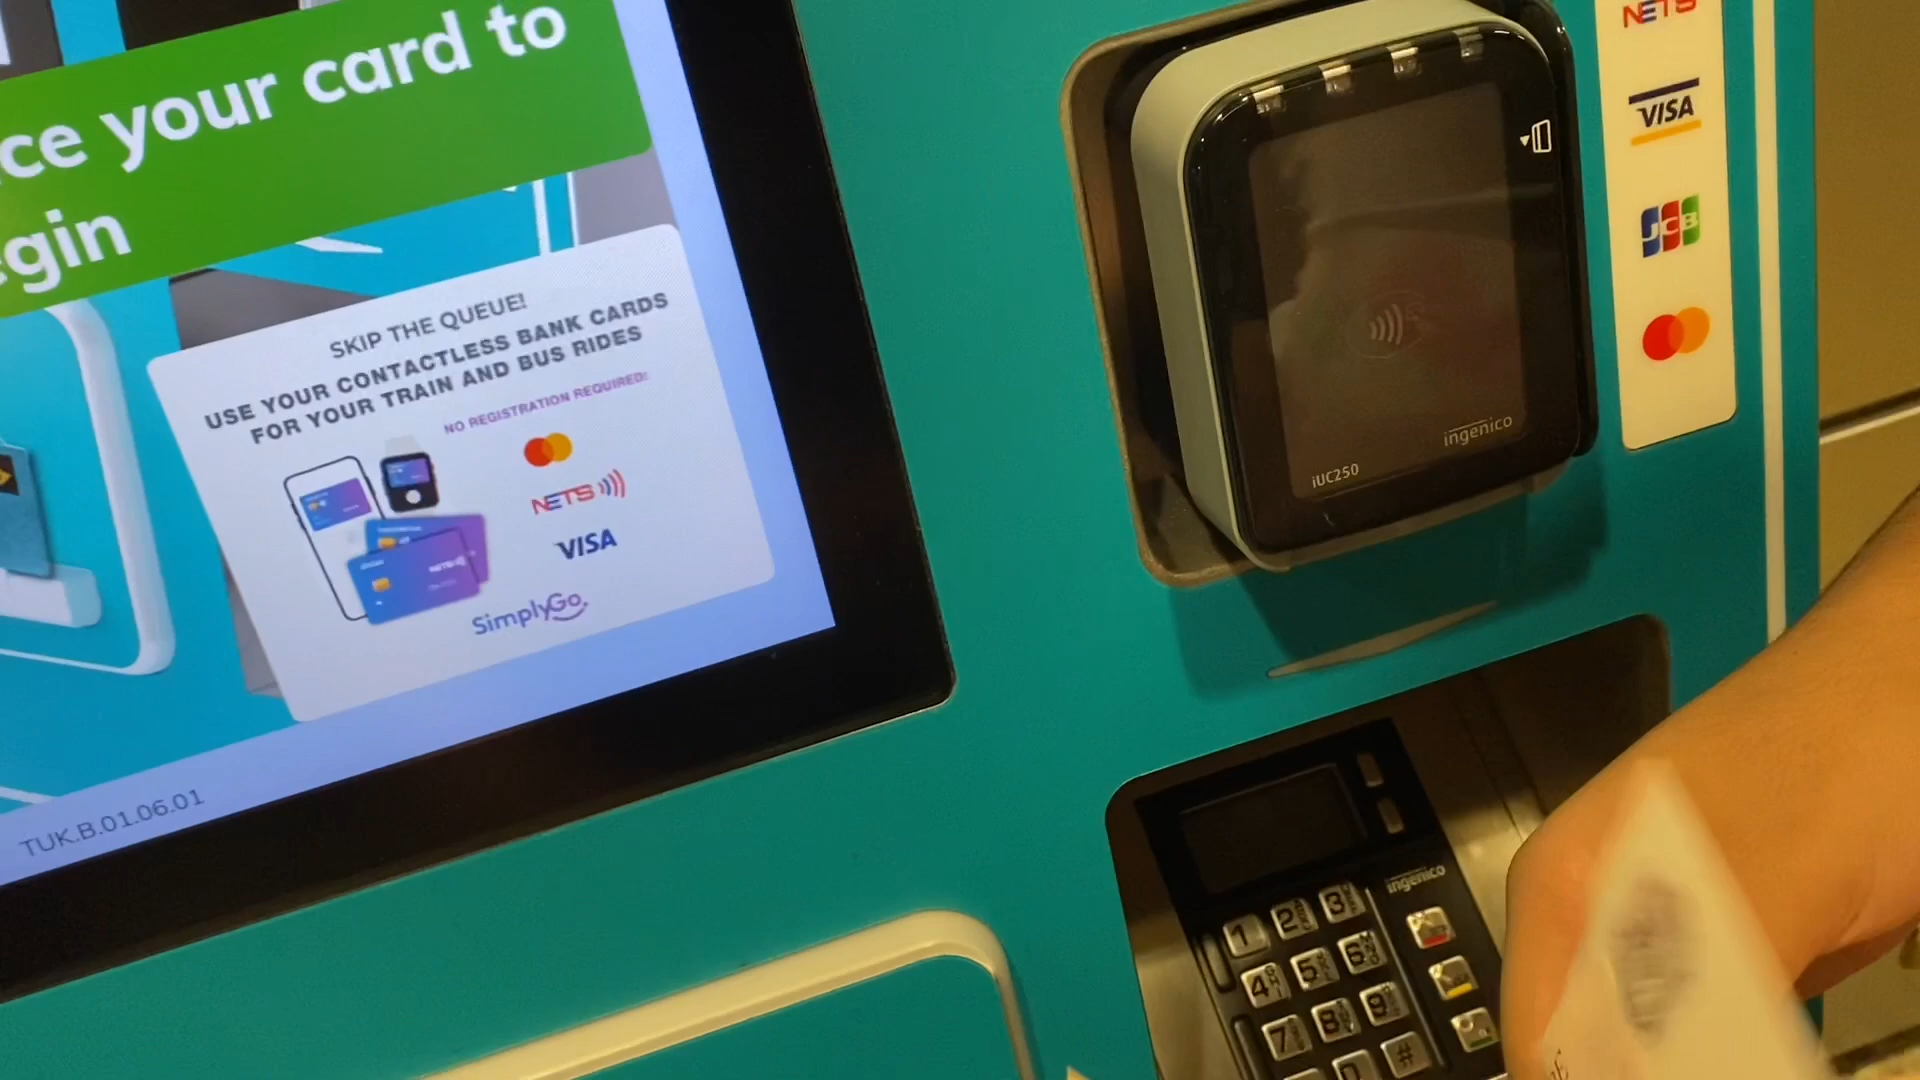 ce your card to
egin
SKIP THE QUEUE!
USE YOUR CONTACTLESS BANK CARDS
FOR YOUR TRAIN AND BUS RIDES
NO REGISTRATION REQUIRED!
NETS
VISA
SimplyGo
TUK.B.01.06.01
ingenico
iUC250
NETS
VISA
JCB
ingenico
1 2 3
4 5 6
7 8 9
0 #